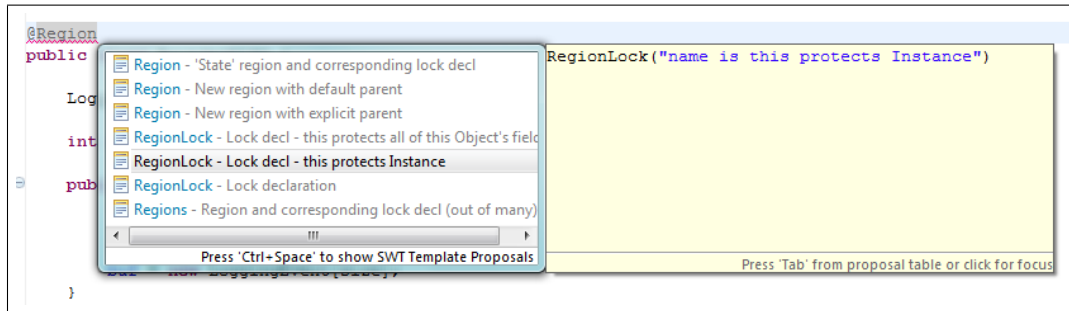 @Region
public
Region - 'State' region and corresponding lock decl
Region - New region with default parent
Region - New region with explicit parent
RegionLock - Lock decl - this protects all of this Object's field
RegionLock - Lock decl - this protects Instance
RegionLock - Lock declaration
Regions - Region and corresponding lock decl (out of many)
Press 'Ctrl+Space' to show SWT Template Proposals
RegionLock("name is this protects Instance")
Press 'Tab' from proposal table or click for focus
Log
int
pub
}